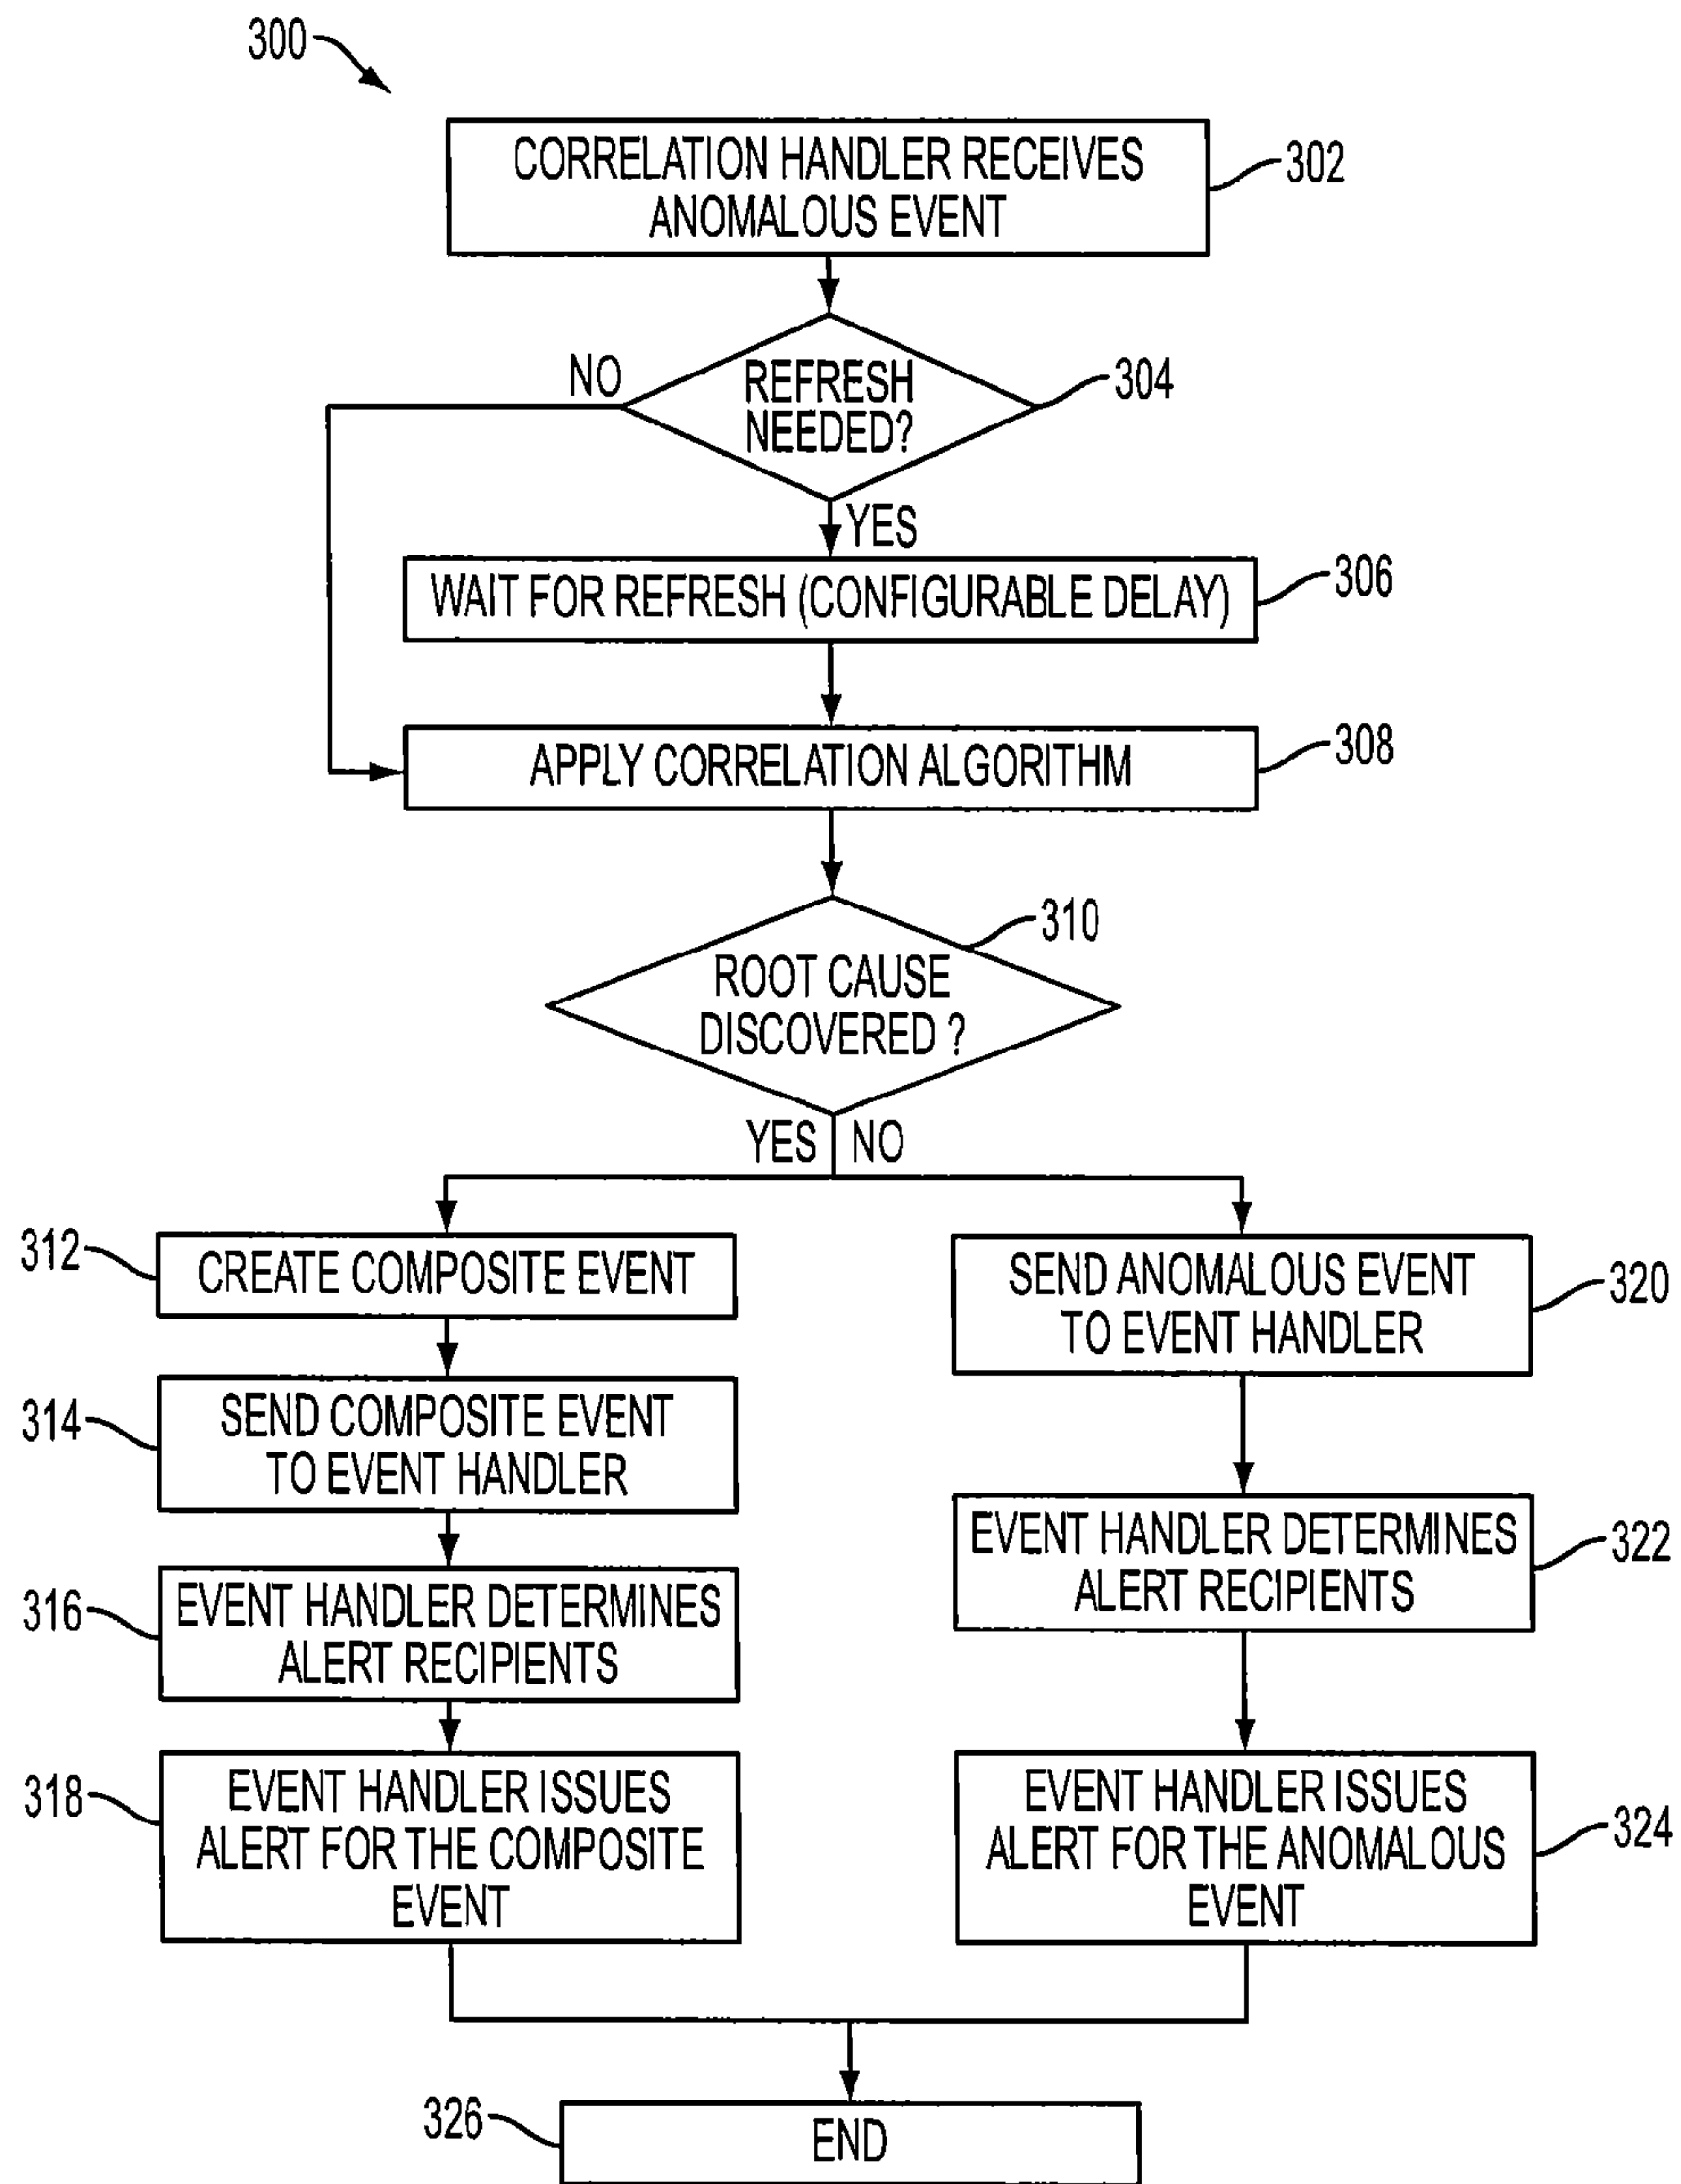 300
CORRELATION HANDLER RECEIVES
ANOMALOUS EVENT
302
REFRESH
NEEDED?
304
NO
YES
WAIT FOR REFRESH (CONFIGURABLE DELAY)
306
APPLY CORRELATION ALGORITHM
308
ROOT CAUSE
DISCOVERED ?
310
YES
NO
312
CREATE COMPOSITE EVENT
314
SEND COMPOSITE EVENT
TO EVENT HANDLER
316
EVENT HANDLER DETERMINES
ALERT RECIPIENTS
318
EVENT HANDLER ISSUES
ALERT FOR THE COMPOSITE
EVENT
SEND ANOMALOUS EVENT
TO EVENT HANDLER
320
EVENT HANDLER DETERMINES
ALERT RECIPIENTS
322
EVENT HANDLER ISSUES
ALERT FOR THE ANOMALOUS
EVENT
324
326
END